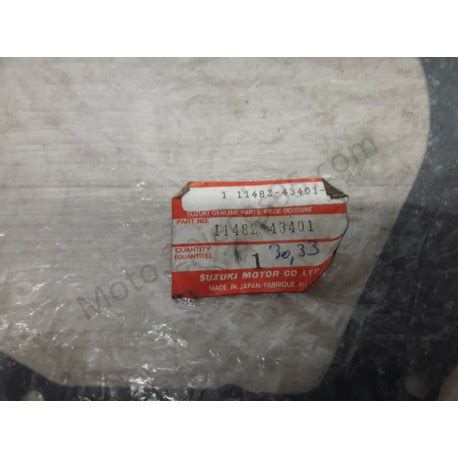 1 11482-43401-
SUZUKI GENUINE PARTS/PIECE D'ORIGINE
PART NO.
11482-43401
QUANTITY
(QUANTITÉ)
1
30,33
SUZUKI MOTOR CO.,LTD
MADE IN JAPAN/FABRIQUE AU